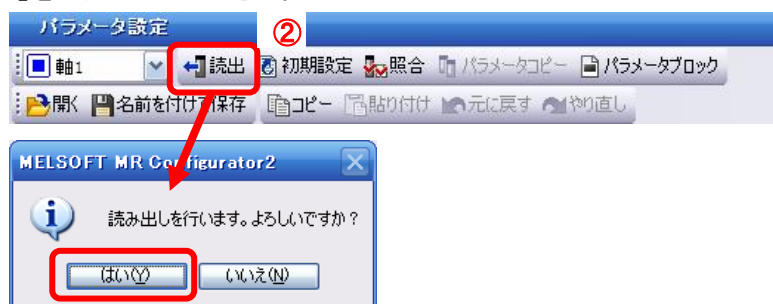 パラメータ設定
②
軸1 読出 初期設定 照合 パラメータコピー パラメータブロック
開く 名前を付けて保存 コピー 貼り付け 元に戻す やり直し
MELSOFT MR Configurator2
読み出しを行います。よろしいですか?
はい(Y) いいえ(N)